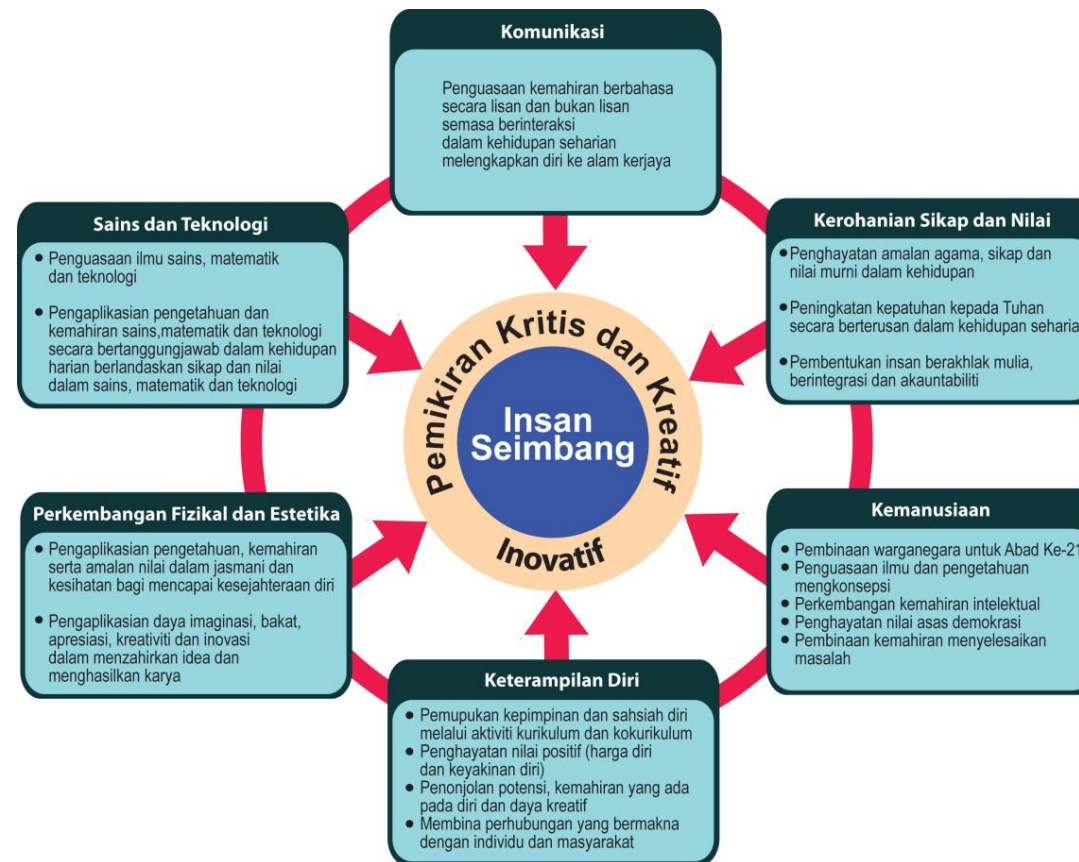 Komunikasi
Penguasaan kemahiran berbahasa
secara lisan dan bukan lisan
semasa berinteraksi
dalam kehidupan seharian
melengkapkan diri ke alam kerjaya
Sains dan Teknologi
● Penguasaan ilmu sains, matematik
dan teknologi
● Pengaplikasian pengetahuan dan
kemahiran sains,matematik dan teknologi
secara bertanggungjawab dalam kehidupan
harian berlandaskan sikap dan nilai
dalam sains, matematik dan teknologi
Kerohanian Sikap dan Nilai
● Penghayatan amalan agama, sikap dan
nilai murni dalam kehidupan
● Peningkatan kepatuhan kepada Tuhan
secara berterusan dalam kehidupan seharia
● Pembentukan insan berakhlak mulia,
berintegrasi dan akauntabiliti
Pemikiran Kritis dan Kreatif
Insan
Seimbang
Inovatif
Perkembangan Fizikal dan Estetika
● Pengaplikasian pengetahuan, kemahiran
serta amalan nilai dalam jasmani dan
kesihatan bagi mencapai kesejahteraan diri
● Pengaplikasian daya imaginasi, bakat,
apresiasi, kreativiti dan inovasi
dalam menzahirkan idea dan
menghasilkan karya
Kemanusiaan
● Pembinaan warganegara untuk Abad Ke-21
● Penguasaan ilmu dan pengetahuan
mengkonsepsi
● Perkembangan kemahiran intelektual
● Penghayatan nilai asas demokrasi
● Pembinaan kemahiran menyelesaikan
masalah
Keterampilan Diri
● Pemupukan kepimpinan dan sahsiah diri
melalui aktiviti kurikulum dan kokurikulum
● Penghayatan nilai positif (harga diri
dan keyakinan diri)
● Penonjolan potensi, kemahiran yang ada
pada diri dan daya kreatif
● Membina perhubungan yang bermakna
dengan individu dan masyarakat